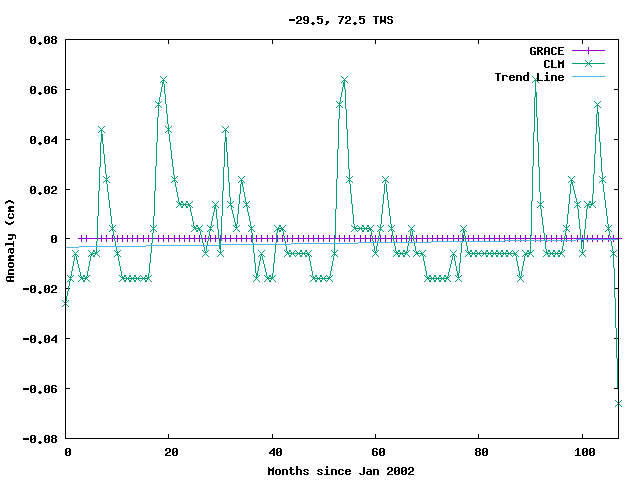 -29.5, 72.5 TWS
GRACE
CLM
Trend Line
0.08
0.06
0.04
0.02
0
-0.02
-0.04
-0.06
-0.08
Anomaly (cm)
0 20 40 60 80 100
Months since Jan 2002